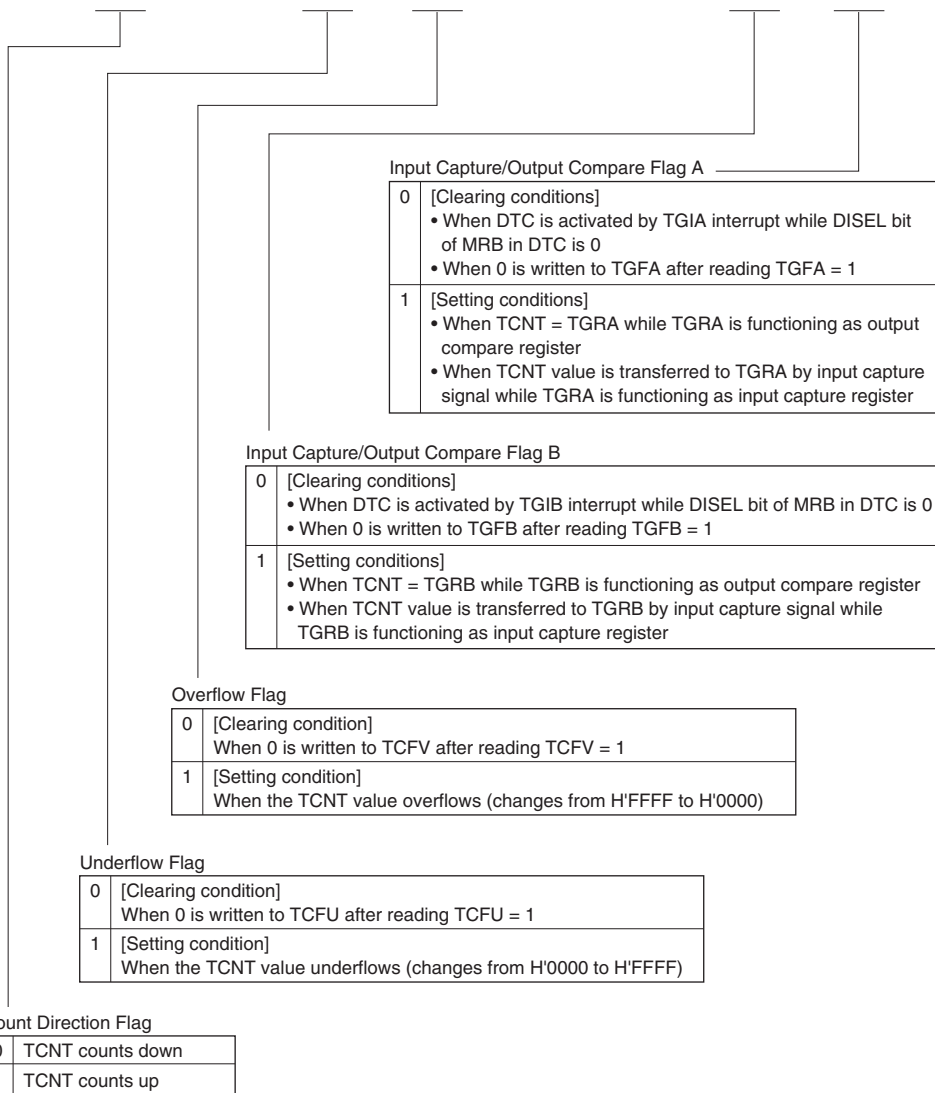 Input Capture/Output Compare Flag A
0 [Clearing conditions]
• When DTC is activated by TGIA interrupt while DISEL bit
of MRB in DTC is 0
• When 0 is written to TGFA after reading TGFA = 1
1 [Setting conditions]
• When TCNT = TGRA while TGRA is functioning as output
compare register
• When TCNT value is transferred to TGRA by input capture
signal while TGRA is functioning as input capture register
Input Capture/Output Compare Flag B
0 [Clearing conditions]
• When DTC is activated by TGIB interrupt while DISEL bit of MRB in DTC is 0
• When 0 is written to TGFB after reading TGFB = 1
1 [Setting conditions]
• When TCNT = TGRB while TGRB is functioning as output compare register
• When TCNT value is transferred to TGRB by input capture signal while
TGRB is functioning as input capture register
Overflow Flag
0 [Clearing condition]
When 0 is written to TCFV after reading TCFV = 1
1 [Setting condition]
When the TCNT value overflows (changes from H'FFFF to H'0000)
Underflow Flag
0 [Clearing condition]
When 0 is written to TCFU after reading TCFU = 1
1 [Setting condition]
When the TCNT value underflows (changes from H'0000 to H'FFFF)
ount Direction Flag
TCNT counts down
TCNT counts up